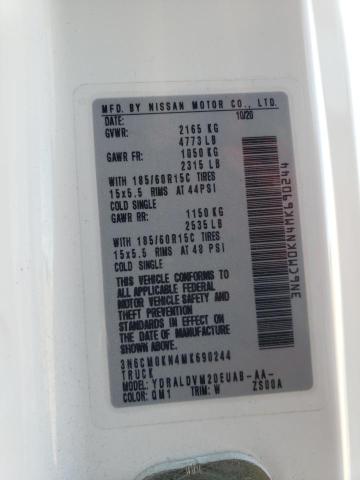 MFD. BY NISSAN MOTOR CO., LTD.
DATE: 10/20
GVWR: 2165 KG
4773 LB
GAWR FR: 1050 KG
2315 LB
WITH 185/60R15C TIRES
15x5.5 RIMS AT 44PSI
COLD SINGLE
GAWR RR: 1150 KG
2535 LB
WITH 185/60R15C TIRES
15x5.5 RIMS AT 48 PSI
COLD SINGLE
THIS VEHICLE CONFORMS TO ALL
APPLICABLE FEDERAL MOTOR
VEHICLE SAFETY AND THEFT
PREVENTION STANDARDS IN
EFFECT ON THE DATE OF
MANUFACTURE SHOWN ABOVE.
3N6CM0KN4MK690244
TRUCK
MODEL: YDRALDVM20EUAB-AA-
ZS00A
COLOR: QM1 TRIM: W
3N6CM0KN4MK690244